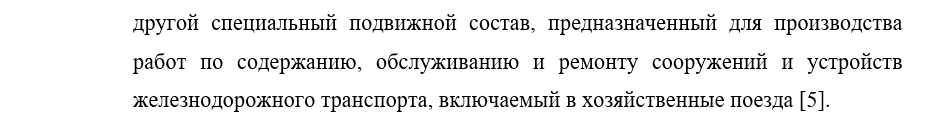 другой специальный подвижной состав, предназначенный для производства
работ по содержанию, обслуживанию и ремонту сооружений и устройств
железнодорожного транспорта, включаемый в хозяйственные поезда [5].